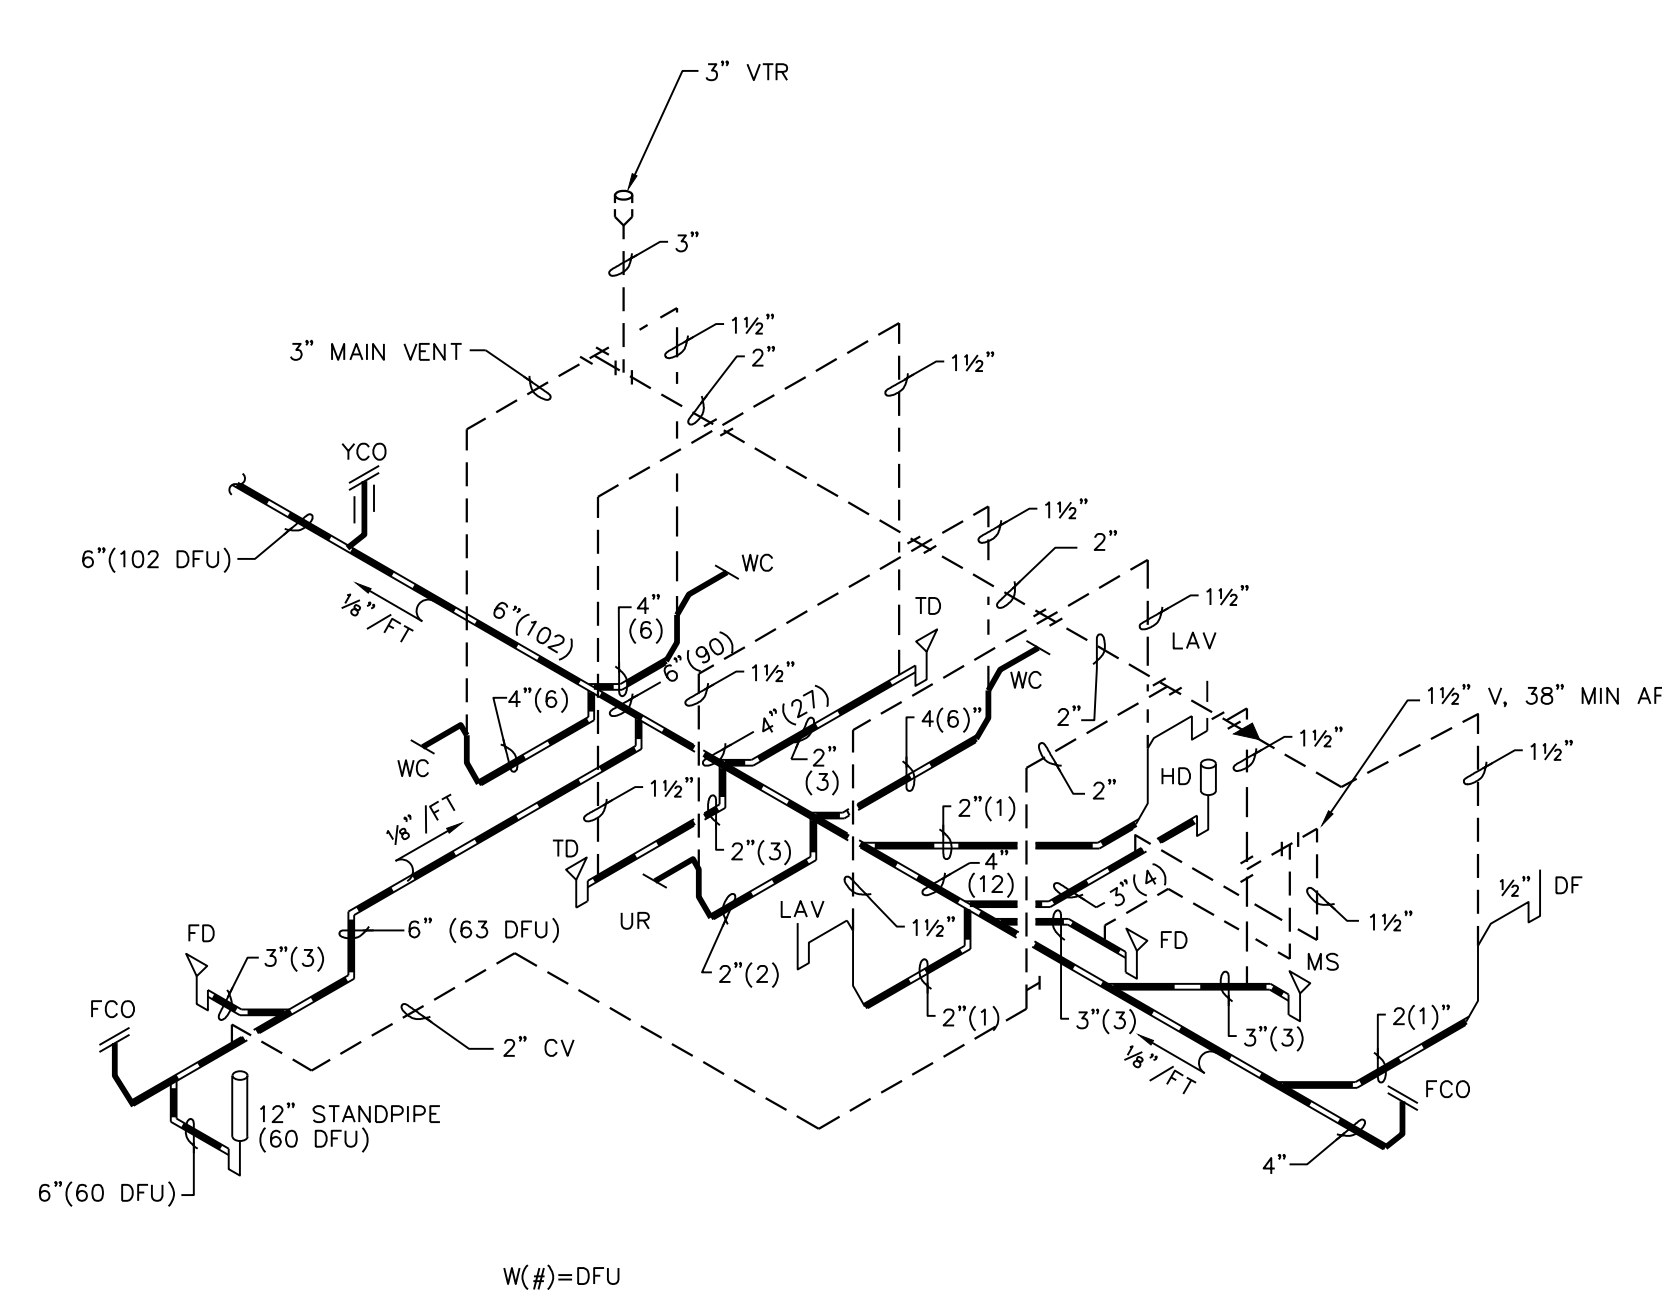 3” VTR
3”
1½”
2”
3” MAIN VENT
1½”
YCO
1½”
2”
6”(102 DFU)
WC
⅛”/FT
6”(102)
4”
(6)
6”(90)
TD
1½”
LAV
1½”
WC
4”(6)
4”(27)
4(6)”
2”
1½” V, 38” MIN AF
WC
2”
(3)
1½”
1½”
HD
1½”
2”
2”(1)
⅛”/FT
TD
2”(3)
4”
(12)
3”(4)
½” DF
UR
LAV
1½”
1½”
FD
6” (63 DFU)
FD
3”(3)
2”(2)
MS
FCO
2”(1)
3”(3)
3”(3)
2(1)”
2” CV
⅛”/FT
FCO
12” STANDPIPE
(60 DFU)
4”
6”(60 DFU)
W(#)=DFU